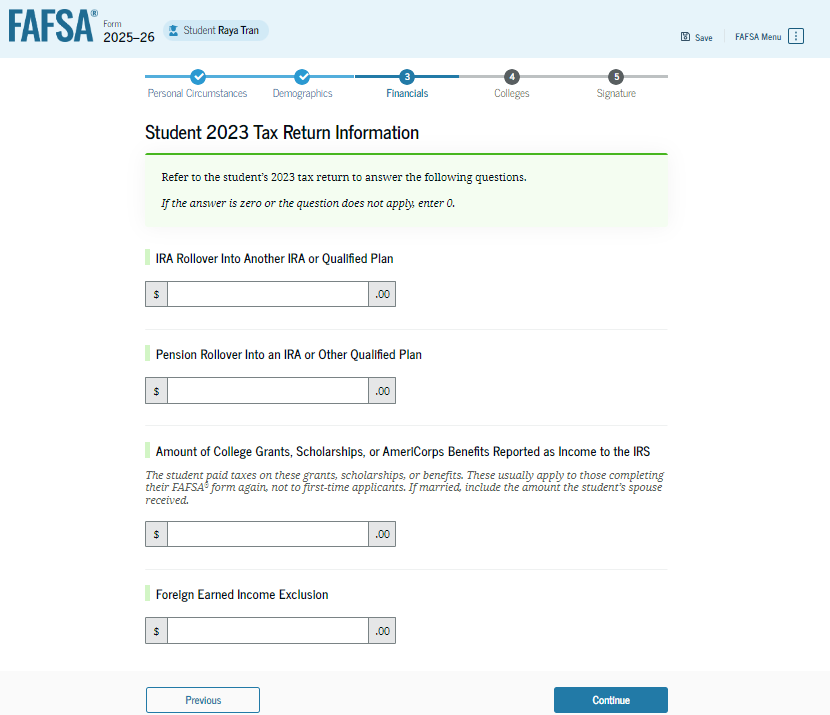 FAFSA®
Form
2025–26
Student Raya Tran
Save
FAFSA Menu
3
4
5
Personal Circumstances
Demographics
Financials
Colleges
Signature
Student 2023 Tax Return Information
Refer to the student's 2023 tax return to answer the following questions.
If the answer is zero or the question does not apply, enter 0.
IRA Rollover Into Another IRA or Qualified Plan
$ .00
Pension Rollover Into an IRA or Other Qualified Plan
$ .00
Amount of College Grants, Scholarships, or AmeriCorps Benefits Reported as Income to the IRS
The student paid taxes on these grants, scholarships, or benefits. These usually apply to those completing
their FAFSA® form again, not to first-time applicants. If married, include the amount the student's spouse
received.
$ .00
Foreign Earned Income Exclusion
$ .00
Previous
Continue